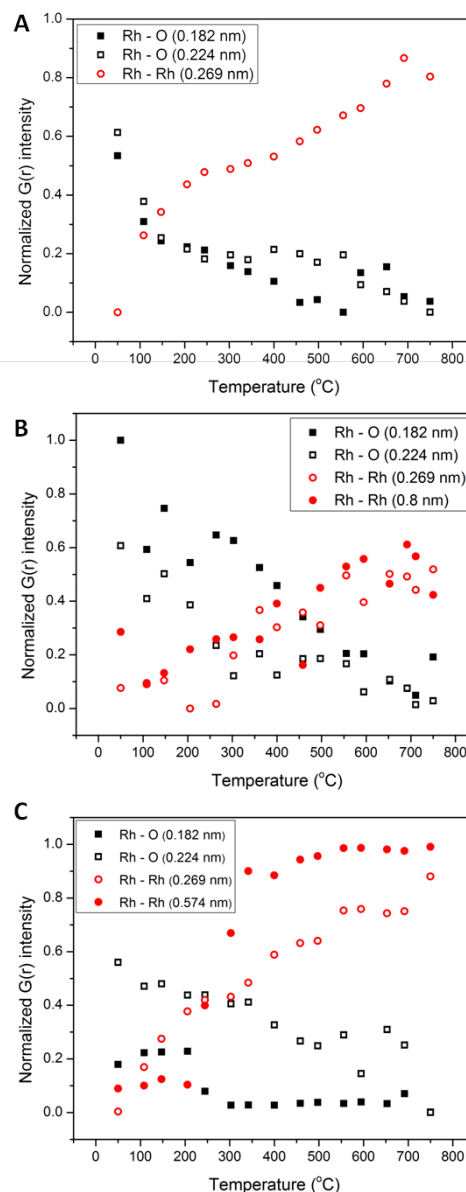 A
Rh - O (0.182 nm)
Rh - O (0.224 nm)
Rh - Rh (0.269 nm)
Normalized G(r) intensity
1.0
0.8
0.6
0.4
0.2
0.0
0 100 200 300 400 500 600 700 800
Temperature (°C)
B
Rh - O (0.182 nm)
Rh - O (0.224 nm)
Rh - Rh (0.269 nm)
Rh - Rh (0.8 nm)
Normalized G(r) intensity
1.0
0.8
0.6
0.4
0.2
0.0
0 100 200 300 400 500 600 700 800
Temperature (°C)
C
Rh - O (0.182 nm)
Rh - O (0.224 nm)
Rh - Rh (0.269 nm)
Rh - Rh (0.574 nm)
Normalized G(r) intensity
1.0
0.8
0.6
0.4
0.2
0.0
0 100 200 300 400 500 600 700 800
Temperature (°C)